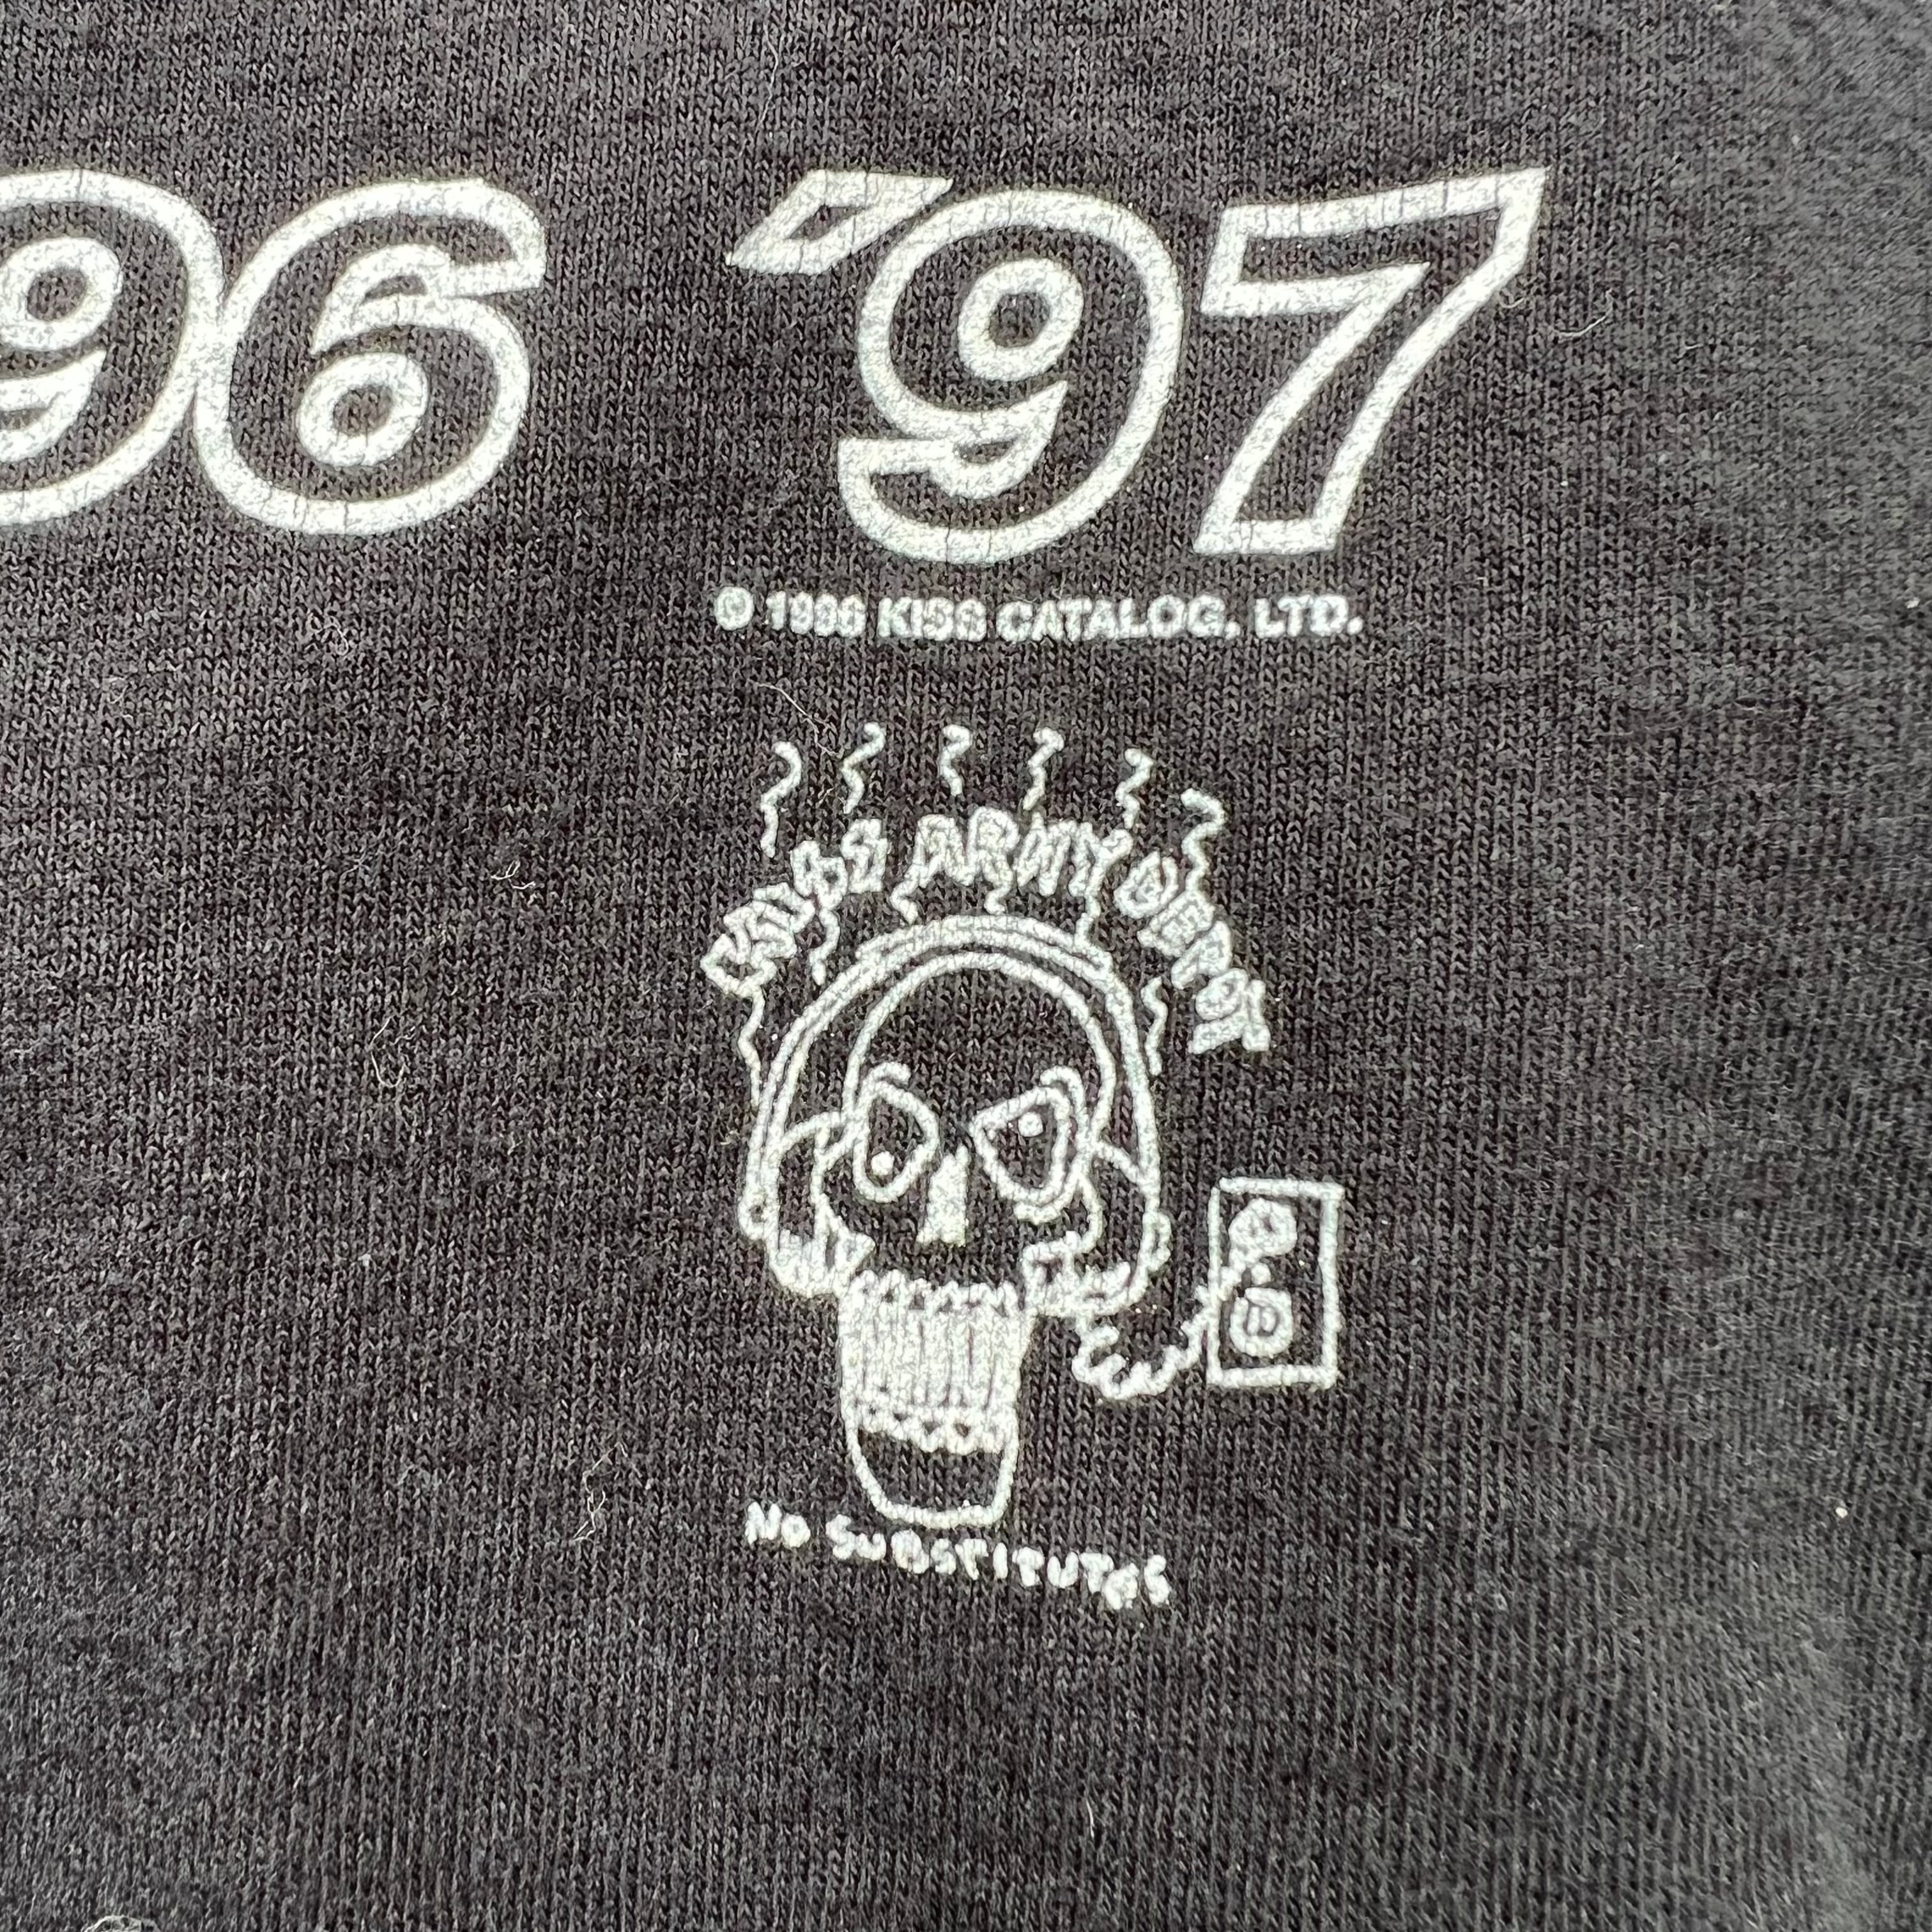 96 '97
© 1996 KISS CATALOG, LTD.
KISS ARMY DEPOT
NO SUBSTITUTES